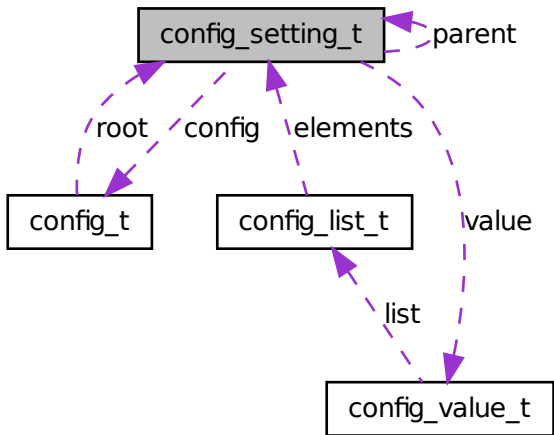 config_setting_t
parent
root
config
elements
config_t
config_list_t
value
list
config_value_t